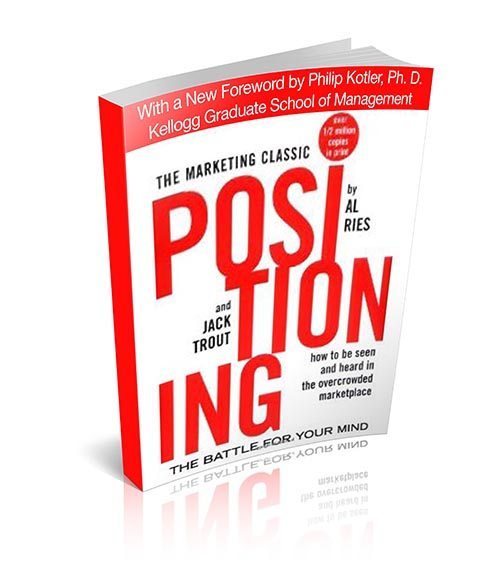 With a New Foreword by Philip Kotler, Ph. D.
Kellogg Graduate School of Management
over
1/2 million
copies
in print
THE MARKETING CLASSIC
POSI
by
AL
RIES
TION
and
JACK
TROUT
how to be seen
and heard in
the overcrowded
marketplace
ING
THE BATTLE FOR YOUR MIND